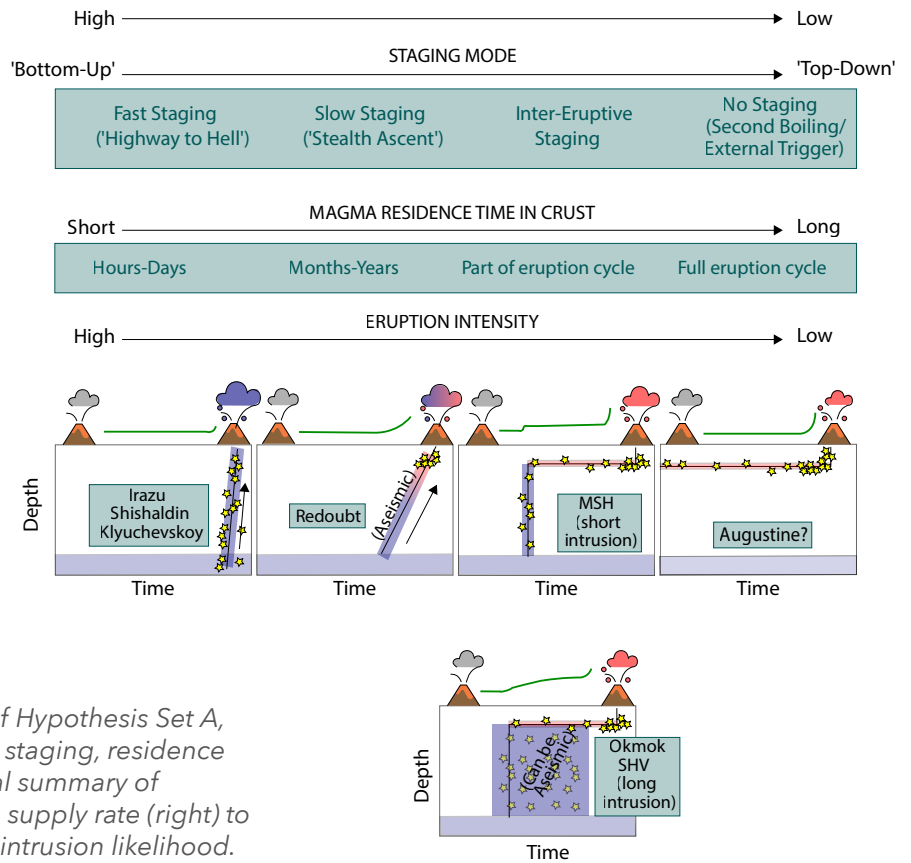 High
Low
STAGING MODE
'Bottom-Up'
'Top-Down'
Fast Staging
('Highway to Hell')
Slow Staging
('Stealth Ascent')
Inter-Eruptive
Staging
No Staging
(Second Boiling/
External Trigger)
MAGMA RESIDENCE TIME IN CRUST
Short
Long
Hours-Days
Months-Years
Part of eruption cycle
Full eruption cycle
ERUPTION INTENSITY
High
Low
Depth
Irazu
Shishaldin
Klyuchevskoy
Redoubt
(Aseismic)
MSH
(short
intrusion)
Augustine?
Time
Time
Time
Time
of Hypothesis Set A,
staging, residence
al summary of
supply rate (right) to
intrusion likelihood.
Depth
(Can be
Aseismic)
Okmok
SHV
(long
intrusion)
Time